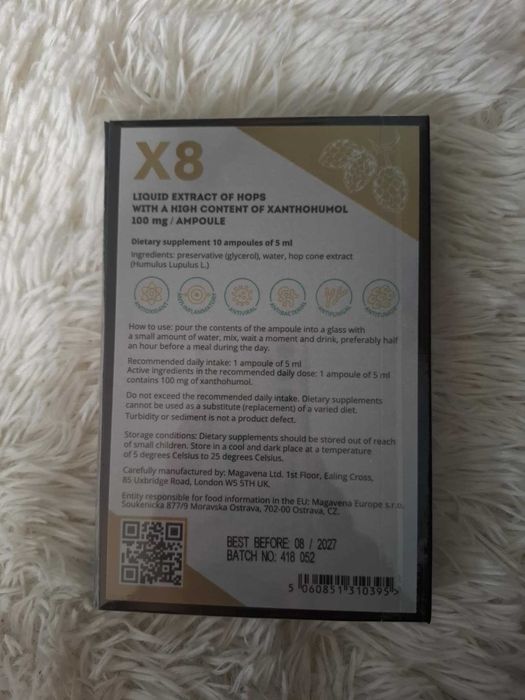 X8
LIQUID EXTRACT OF HOPS
WITH A HIGH CONTENT OF XANTHOHUMOL
100 mg / AMPOULE
Dietary supplement 10 ampoules of 5 ml
Ingredients: preservative (glycerol), water, hop cone extract
(Humulus Lupulus L.)
ANTIOXIDANT
ANTIINFLAMMATORY
ANTIVIRAL
ANTIBACTERIAL
ANTIFUNGAL
ANTITUMOR
How to use: pour the contents of the ampoule into a glass with
a small amount of water, mix, wait a moment and drink, preferably half
an hour before a meal during the day.
Recommended daily intake: 1 ampoule of 5 ml
Active ingredients in the recommended daily dose: 1 ampoule of 5 ml
contains 100 mg of xanthohumol.
Do not exceed the recommended daily intake. Dietary supplements
cannot be used as a substitute (replacement) of a varied diet.
Turbidity or sediment is not a product defect.
Storage conditions: Dietary supplements should be stored out of reach
of small children. Store in a cool and dark place at a temperature
of 5 degrees Celsius to 25 degrees Celsius.
Carefully manufactured by: Magavena Ltd. 1st Floor, Ealing Cross,
85 Uxbridge Road, London W5 5TH UK.
Entity responsible for food information in the EU: Magavena Europe s.r.o.
Soukenicka 877/9 Moravska Ostrava, 702-00 Ostrava, CZ.
BEST BEFORE: 08 / 2027
BATCH NO: 418 052
5 060851 310395 >